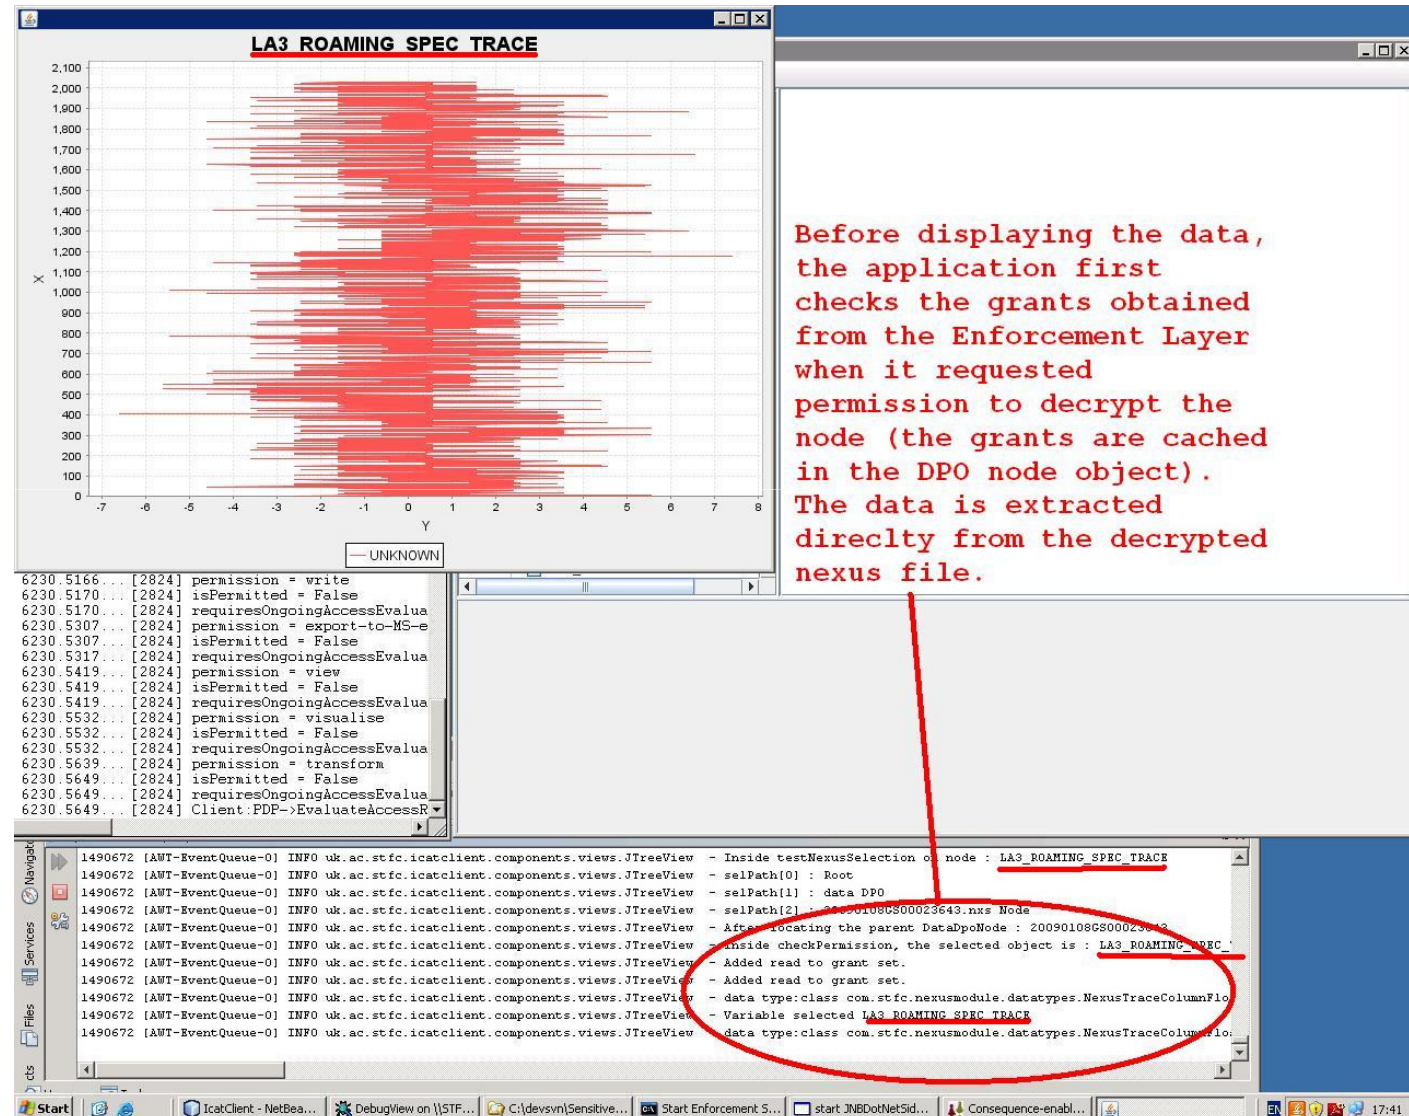 LA3 ROAMING SPEC TRACE
2,100
2,000
1,900
1,800
1,700
1,600
1,500
1,400
1,300
1,200
1,100
1,000
900
800
700
600
500
400
300
200
100
0
X
-7 -6 -5 -4 -3 -2 -1 0 1 2 3 4 5 6 7 8
Y
UNKNOWN
Before displaying the data,
the application first
checks the grants obtained
from the Enforcement Layer
when it requested
permission to decrypt the
node (the grants are cached
in the DPO node object).
The data is extracted
direclty from the decrypted
nexus file.
6230.5166... [2824] permission = write
6230.5170... [2824] isPermitted = False
6230.5170... [2824] requiresOngoingAccessEvalua
6230.5307... [2824] permission = export-to-MS-e
6230.5307... [2824] isPermitted = False
6230.5317... [2824] requiresOngoingAccessEvalua
6230.5419... [2824] permission = view
6230.5419... [2824] isPermitted = False
6230.5419... [2824] requiresOngoingAccessEvalua
6230.5532... [2824] permission = visualise
6230.5532... [2824] isPermitted = False
6230.5532... [2824] requiresOngoingAccessEvalua
6230.5639... [2824] permission = transform
6230.5649... [2824] isPermitted = False
6230.5649... [2824] requiresOngoingAccessEvalua
6230.5649... [2824] Client:PDP->EvaluateAccessR
Navigato
Services
Files
cts
1490672 [AWT-EventQueue-0] INFO uk.ac.stfc.icatclient.components.views.JTreeView - Inside testNexusSelection of node : LA3_ROAMING_SPEC_TRACE
1490672 [AWT-EventQueue-0] INFO uk.ac.stfc.icatclient.components.views.JTreeView - selPath[0] : Root
1490672 [AWT-EventQueue-0] INFO uk.ac.stfc.icatclient.components.views.JTreeView - selPath[1] : data DPO
1490672 [AWT-EventQueue-0] INFO uk.ac.stfc.icatclient.components.views.JTreeView - selPath[2] : 20090108GS00023643.nxs Node
1490672 [AWT-EventQueue-0] INFO uk.ac.stfc.icatclient.components.views.JTreeView - After locating the parent DataDpoNode : 20090108GS00023643
1490672 [AWT-EventQueue-0] INFO uk.ac.stfc.icatclient.components.views.JTreeView - Inside checkPermission, the selected object is : LA3_ROAMING_SPEC_
1490672 [AWT-EventQueue-0] INFO uk.ac.stfc.icatclient.components.views.JTreeView - Added read to grant set.
1490672 [AWT-EventQueue-0] INFO uk.ac.stfc.icatclient.components.views.JTreeView - Added read to grant set.
1490672 [AWT-EventQueue-0] INFO uk.ac.stfc.icatclient.components.views.JTreeView - data type:class com.stfc.nexusmodule.datatypes.NexusTraceColumnFlo
1490672 [AWT-EventQueue-0] INFO uk.ac.stfc.icatclient.components.views.JTreeView - Variable selected LA3_ROAMING_SPEC_TRACE
1490672 [AWT-EventQueue-0] INFO uk.ac.stfc.icatclient.components.views.JTreeView - data type:class com.stfc.nexusmodule.datatypes.NexusTraceColumnFlo
Start IcatClient - NetBea... DebugView on \\STF... C:\devsvn\Sensitive... Start Enforcement S... start JNBDotNetSid... Consequence-enabl... EN 17:41